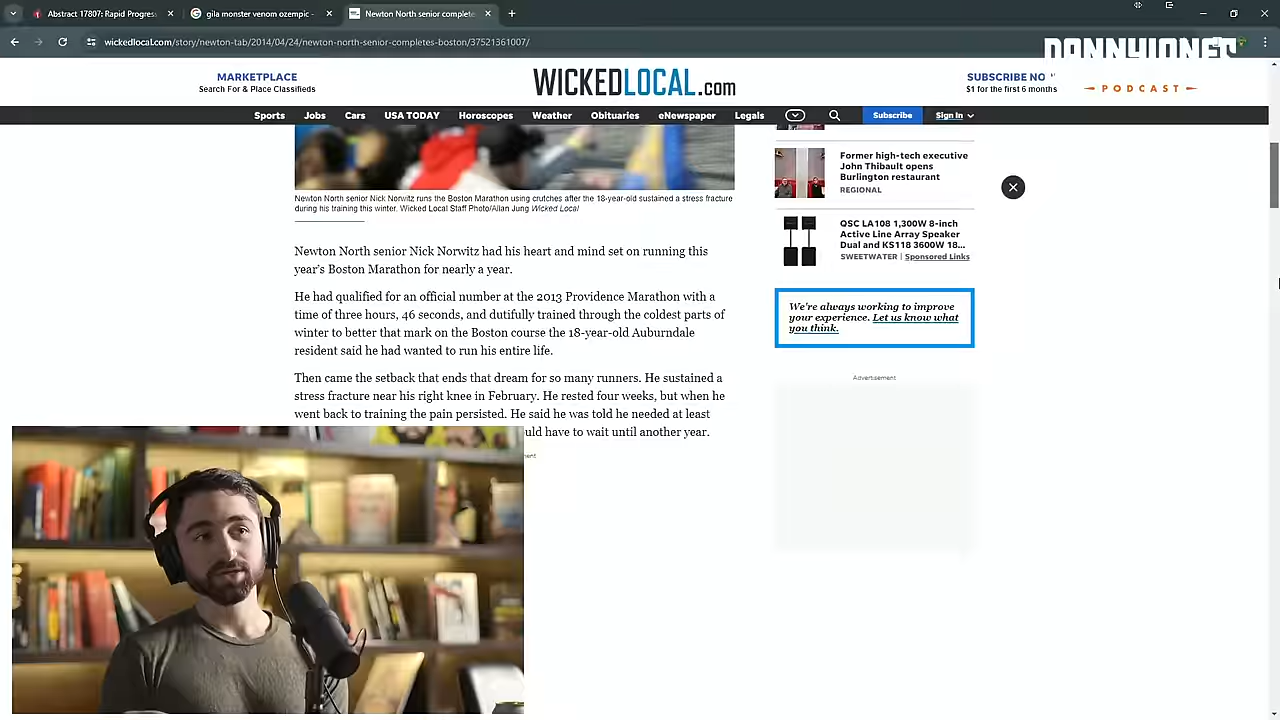 Abstract 17807: Rapid Progress
gila monster venom ozempic -
Newton North senior complete
wickedlocal.com/story/newton-tab/2014/04/24/newton-north-senior-completes-boston/37521361007/
DANNYJONES
PODCAST
MARKETPLACE
Search For & Place Classifieds
WICKEDLOCAL.com
SUBSCRIBE NO
$1 for the first 6 months
Sports Jobs Cars USA TODAY Horoscopes Weather Obituaries eNewspaper Legals Subscribe Sign In
Newton North senior Nick Norwitz runs the Boston Marathon using crutches after the 18-year-old sustained a stress fracture
during his training this winter. Wicked Local Staff Photo/Allan Jung Wicked Local
Newton North senior Nick Norwitz had his heart and mind set on running this
year's Boston Marathon for nearly a year.
He had qualified for an official number at the 2013 Providence Marathon with a
time of three hours, 46 seconds, and dutifully trained through the coldest parts of
winter to better that mark on the Boston course the 18-year-old Auburndale
resident said he had wanted to run his entire life.
Then came the setback that ends that dream for so many runners. He sustained a
stress fracture near his right knee in February. He rested four weeks, but when he
went back to training the pain persisted. He said he was told he needed at least
uld have to wait until another year.
ent
Former high-tech executive
John Thibault opens
Burlington restaurant
REGIONAL
QSC LA108 1,300W 8-inch
Active Line Array Speaker
Dual and KS118 3600W 18...
SWEETWATER | Sponsored Links
We're always working to improve
your experience. Let us know what
you think.
Advertisement